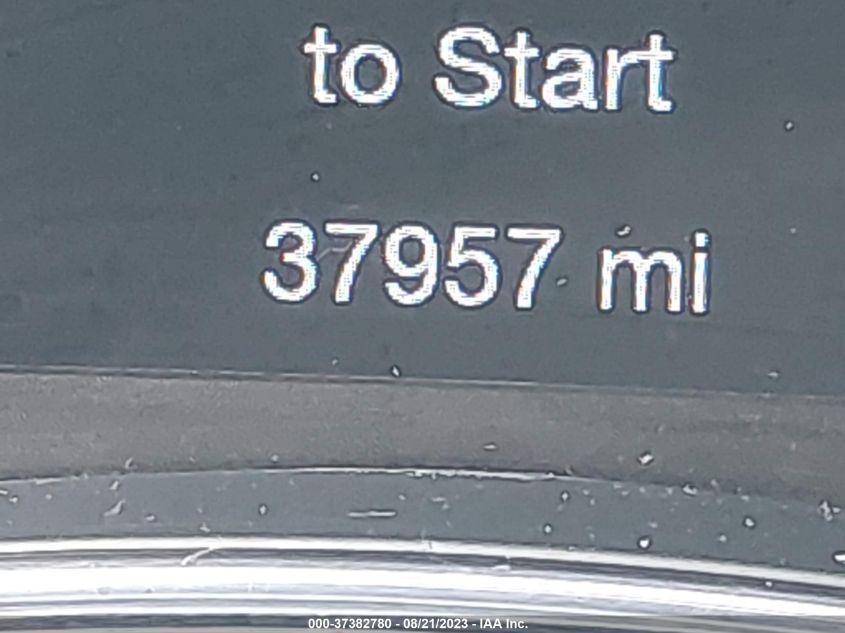 to Start
37957 mi
000-37382780 - 08/21/2023 - IAA Inc.